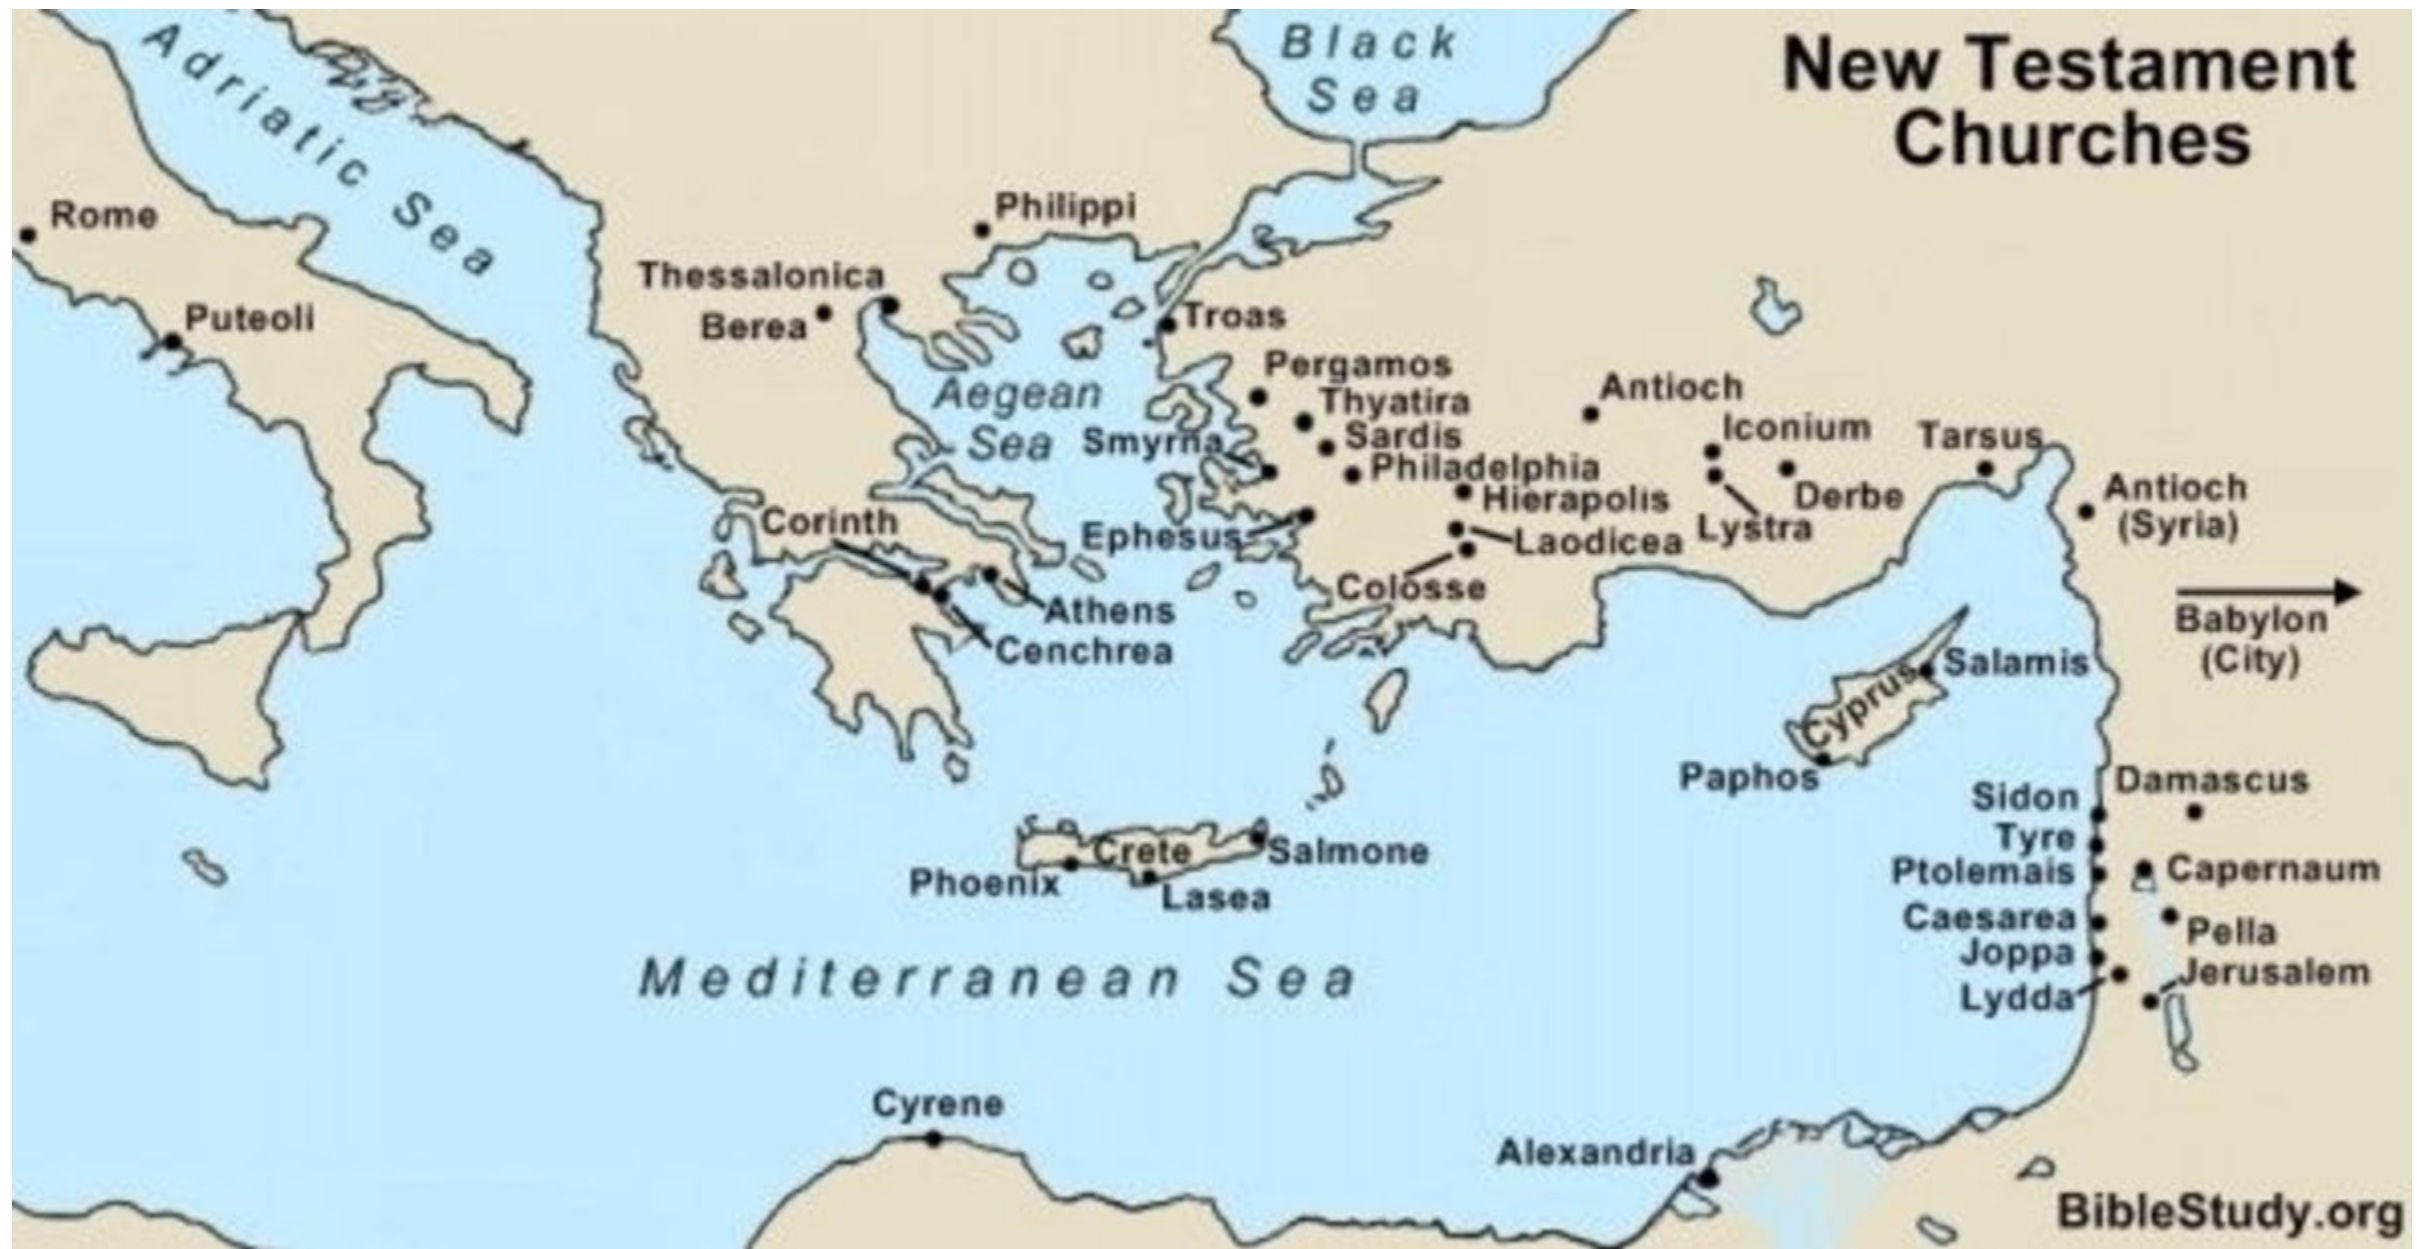 New Testament
Churches
Black
Sea
Adriatic Sea
Rome
Puteoli
Philippi
Thessalonica
Berea
Troas
Aegean
Sea
Pergamos
Thyatira
Sardis
Smyrna
Philadelphia
Hierapolis
Ephesus
Laodicea
Colosse
Antioch
Iconium
Lystra
Derbe
Tarsus
Antioch
(Syria)
Babylon
(City)
Corinth
Athens
Cenchrea
Cyprus
Salamis
Paphos
Crete
Salmone
Phoenix
Lasea
Sidon
Damascus
Tyre
Ptolemais
Capernaum
Caesarea
Pella
Joppa
Jerusalem
Lydda
Mediterranean Sea
Cyrene
Alexandria
BibleStudy.org